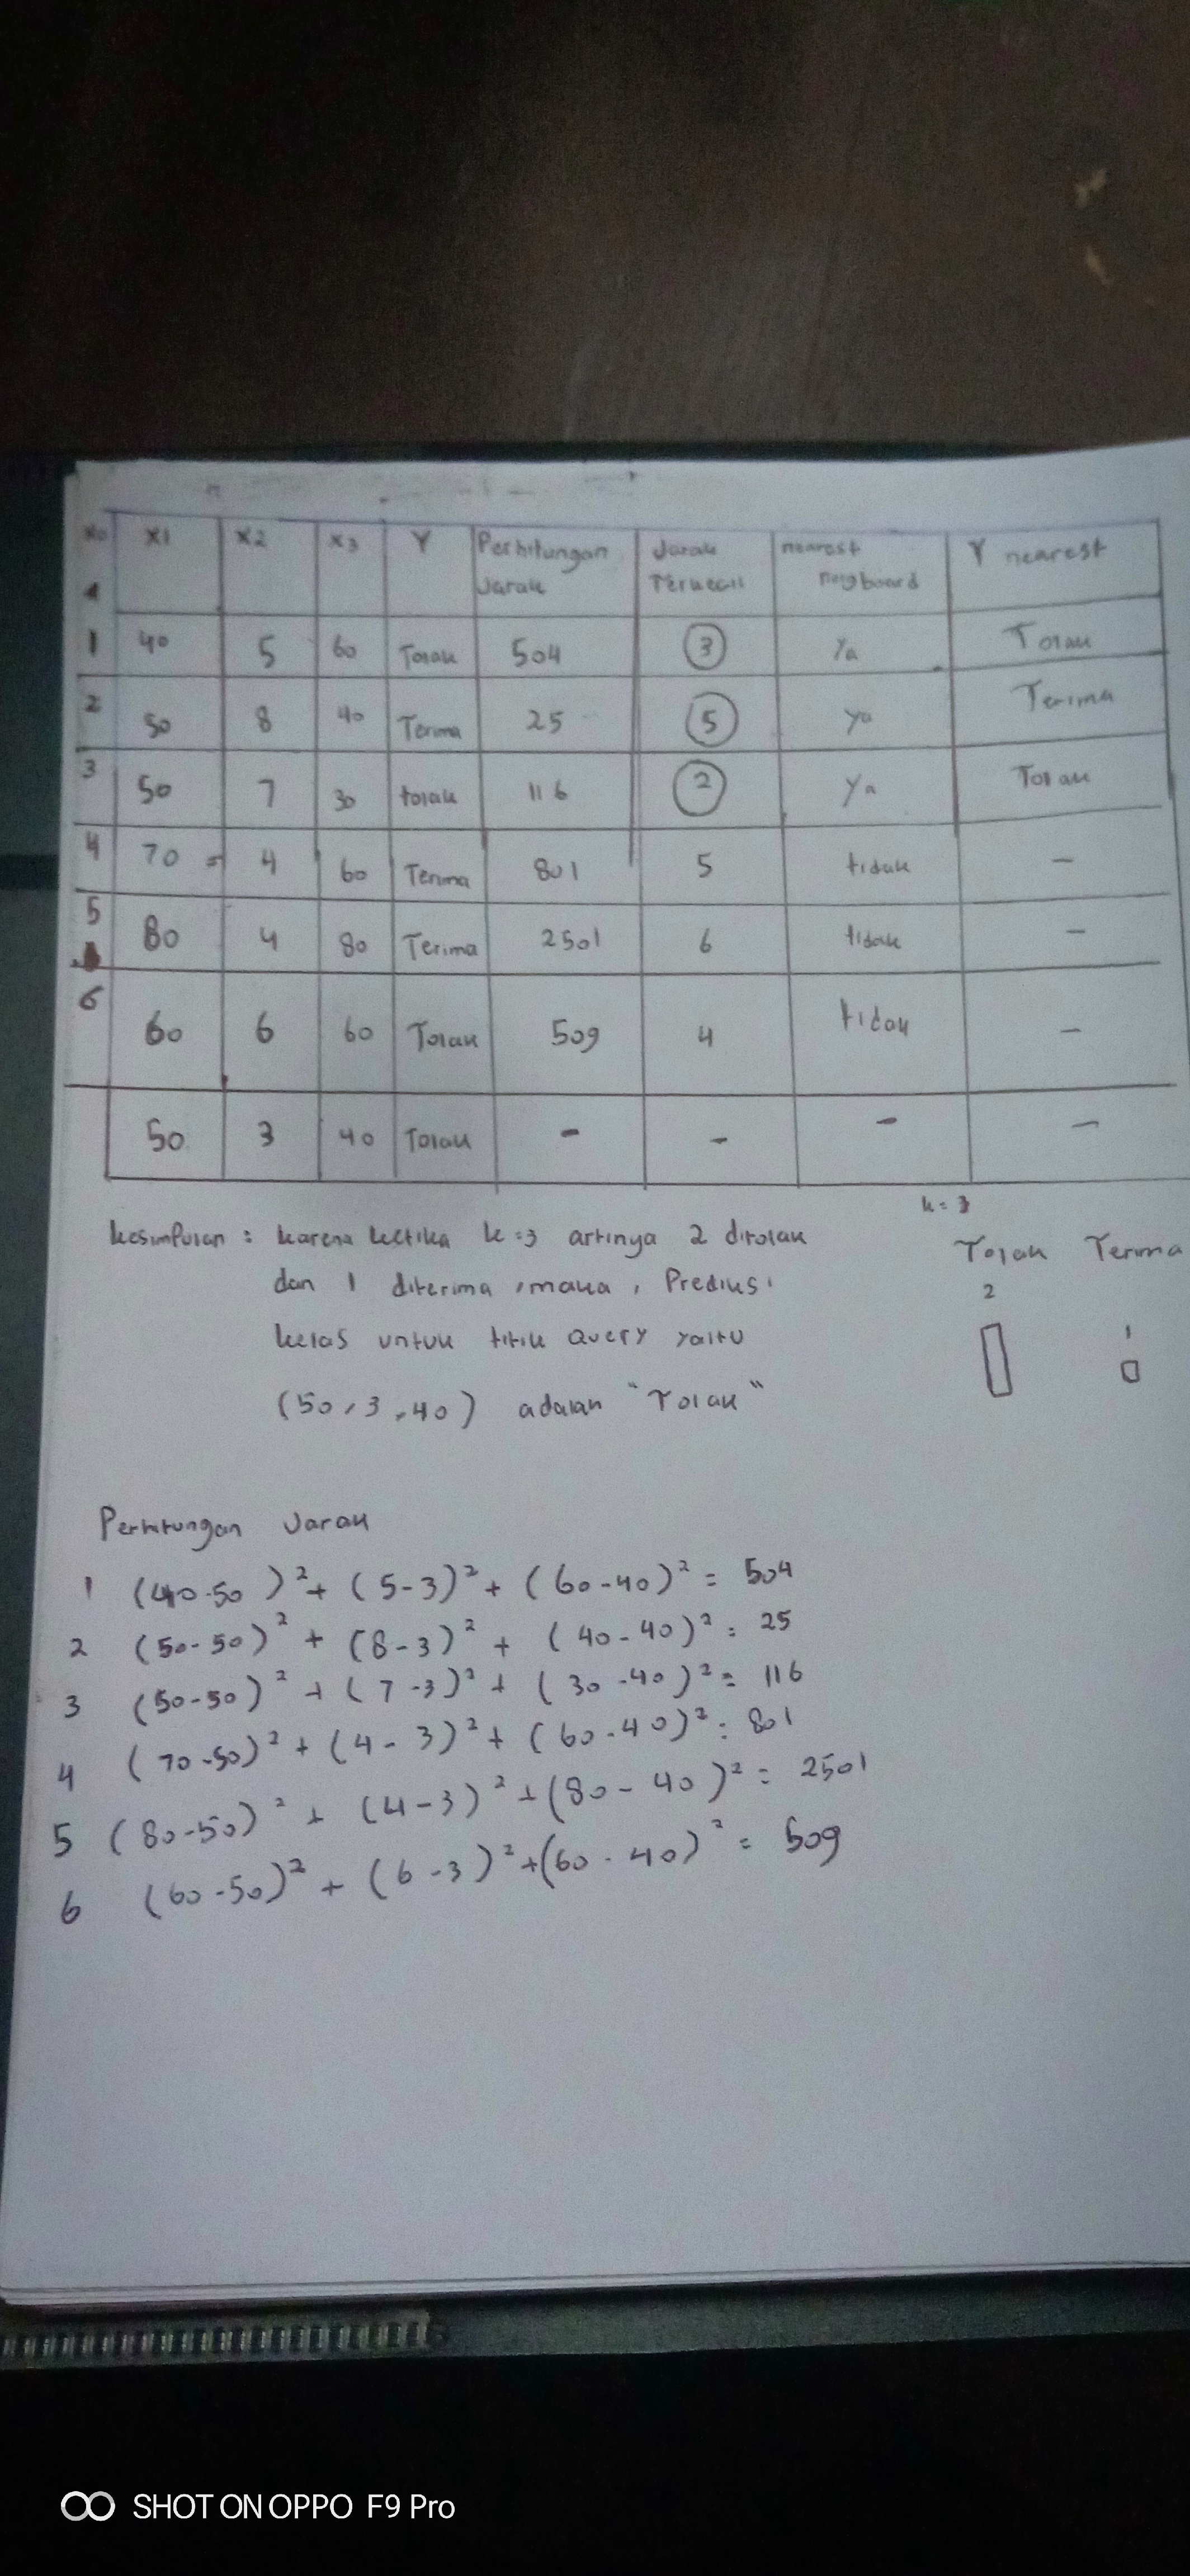 No X1 X2 X3 Y Perhitungan Jarak Jarak Terkecil nearest neigboard Y nearest
1 40 5 60 Tolak 504 3 Ya Tolak
2 50 8 40 Terima 25 5 Ya Terima
3 50 7 30 tolak 116 2 Ya Tolak
4 70 = 4 60 Terima 801 5 tidak -
5 80 4 80 Terima 2501 6 tidak -
6 60 6 60 Tolak 509 4 tidak -
50 3 40 Tolak - - - -
k = 3
kesimpulan : karena ketika k = 3 artinya 2 ditolak
dan 1 diterima , maka , Prediksi
kelas untuk titik query yaitu
(50 , 3 , 40) adalah "Tolak"
Tolak Terima
2 1
Perhitungan Jarak
1 (40-50)² + (5-3)² + (60-40)² = 504
2 (50-50)² + (8-3)² + (40-40)² = 25
3 (50-50)² + (7-3)² + (30-40)² = 116
4 (70-50)² + (4-3)² + (60-40)² = 801
5 (80-50)² + (4-3)² + (80-40)² = 2501
6 (60-50)² + (6-3)² + (60-40)² = 509
SHOT ON OPPO F9 Pro